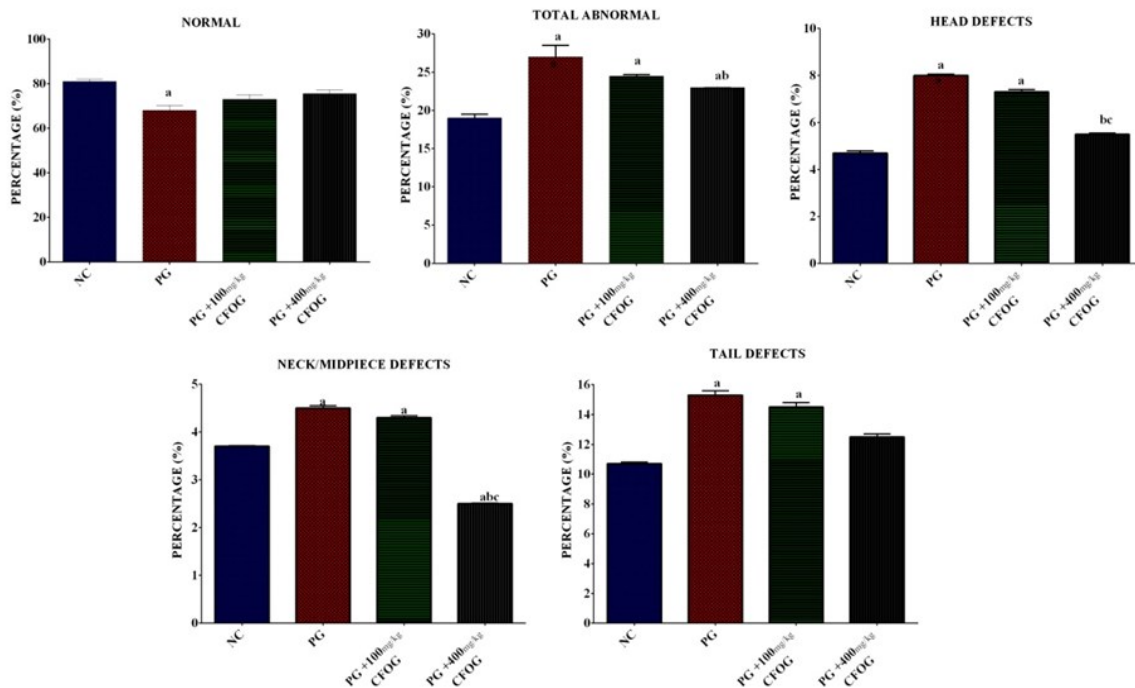 NORMAL
PERCENTAGE (%)
100
80
60
40
20
0
a
NC
PG
PG +100mg/kg
CFOG
PG +400mg/kg
CFOG
TOTAL ABNORMAL
PERCENTAGE (%)
30
25
20
15
10
5
0
a
a
ab
NC
PG
PG +100mg/kg
CFOG
PG +400mg/kg
CFOG
HEAD DEFECTS
PERCENTAGE (%)
10
8
6
4
2
0
a
a
bc
NC
PG
PG +100mg/kg
CFOG
PG +400mg/kg
CFOG
NECK/MIDPIECE DEFECTS
PERCENTAGE (%)
5
4
3
2
1
0
a
a
abc
NC
PG
PG +100mg/kg
CFOG
PG +400mg/kg
CFOG
TAIL DEFECTS
PERCENTAGE (%)
16
14
12
10
8
6
4
2
0
a
a
NC
PG
PG +100mg/kg
CFOG
PG +400mg/kg
CFOG